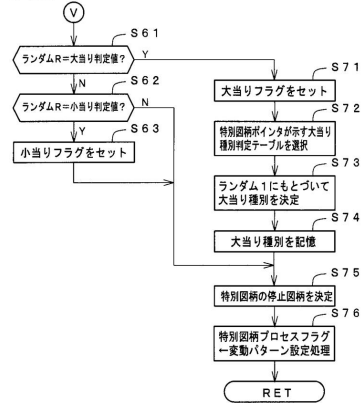 V
S61
ランダムR＝大当り判定値？
Y
N
S62
ランダムR＝小当り判定値？
N
Y
S63
小当りフラグをセット
S71
大当りフラグをセット
S72
特別図柄ポインタが示す大当り
種別判定テーブルを選択
S73
ランダム1にもとづいて
大当り種別を決定
S74
大当り種別を記憶
S75
特別図柄の停止図柄を決定
S76
特別図柄プロセスフラグ
←変動パターン設定処理
RET